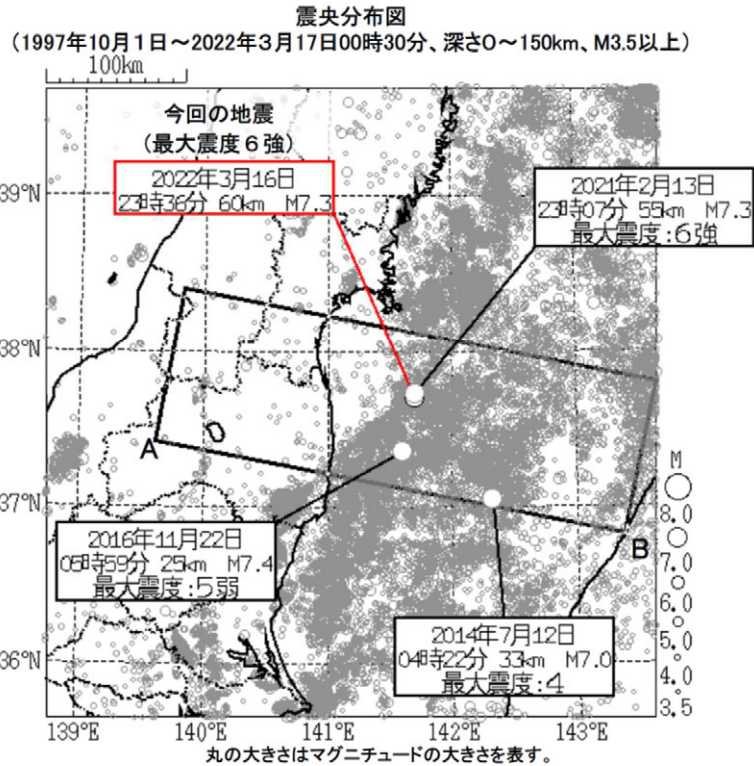 震央分布図
（1997年10月１日～2022年３月17日00時30分、深さ0～150km、M3.5以上）
100km
今回の地震
（最大震度６強）
2022年3月16日
23時36分 60km M7.3
2021年2月13日
23時07分 55km M7.3
最大震度:6強
39°N
38°N
A
37°N
B
M
8.0
7.0
6.0
5.0
4.0
3.5
2016年11月22日
05時59分 25km M7.4
最大震度:5弱
2014年7月12日
04時22分 33km M7.0
最大震度:4
36°N
139°E 140°E 141°E 142°E 143°E
丸の大きさはマグニチュードの大きさを表す。